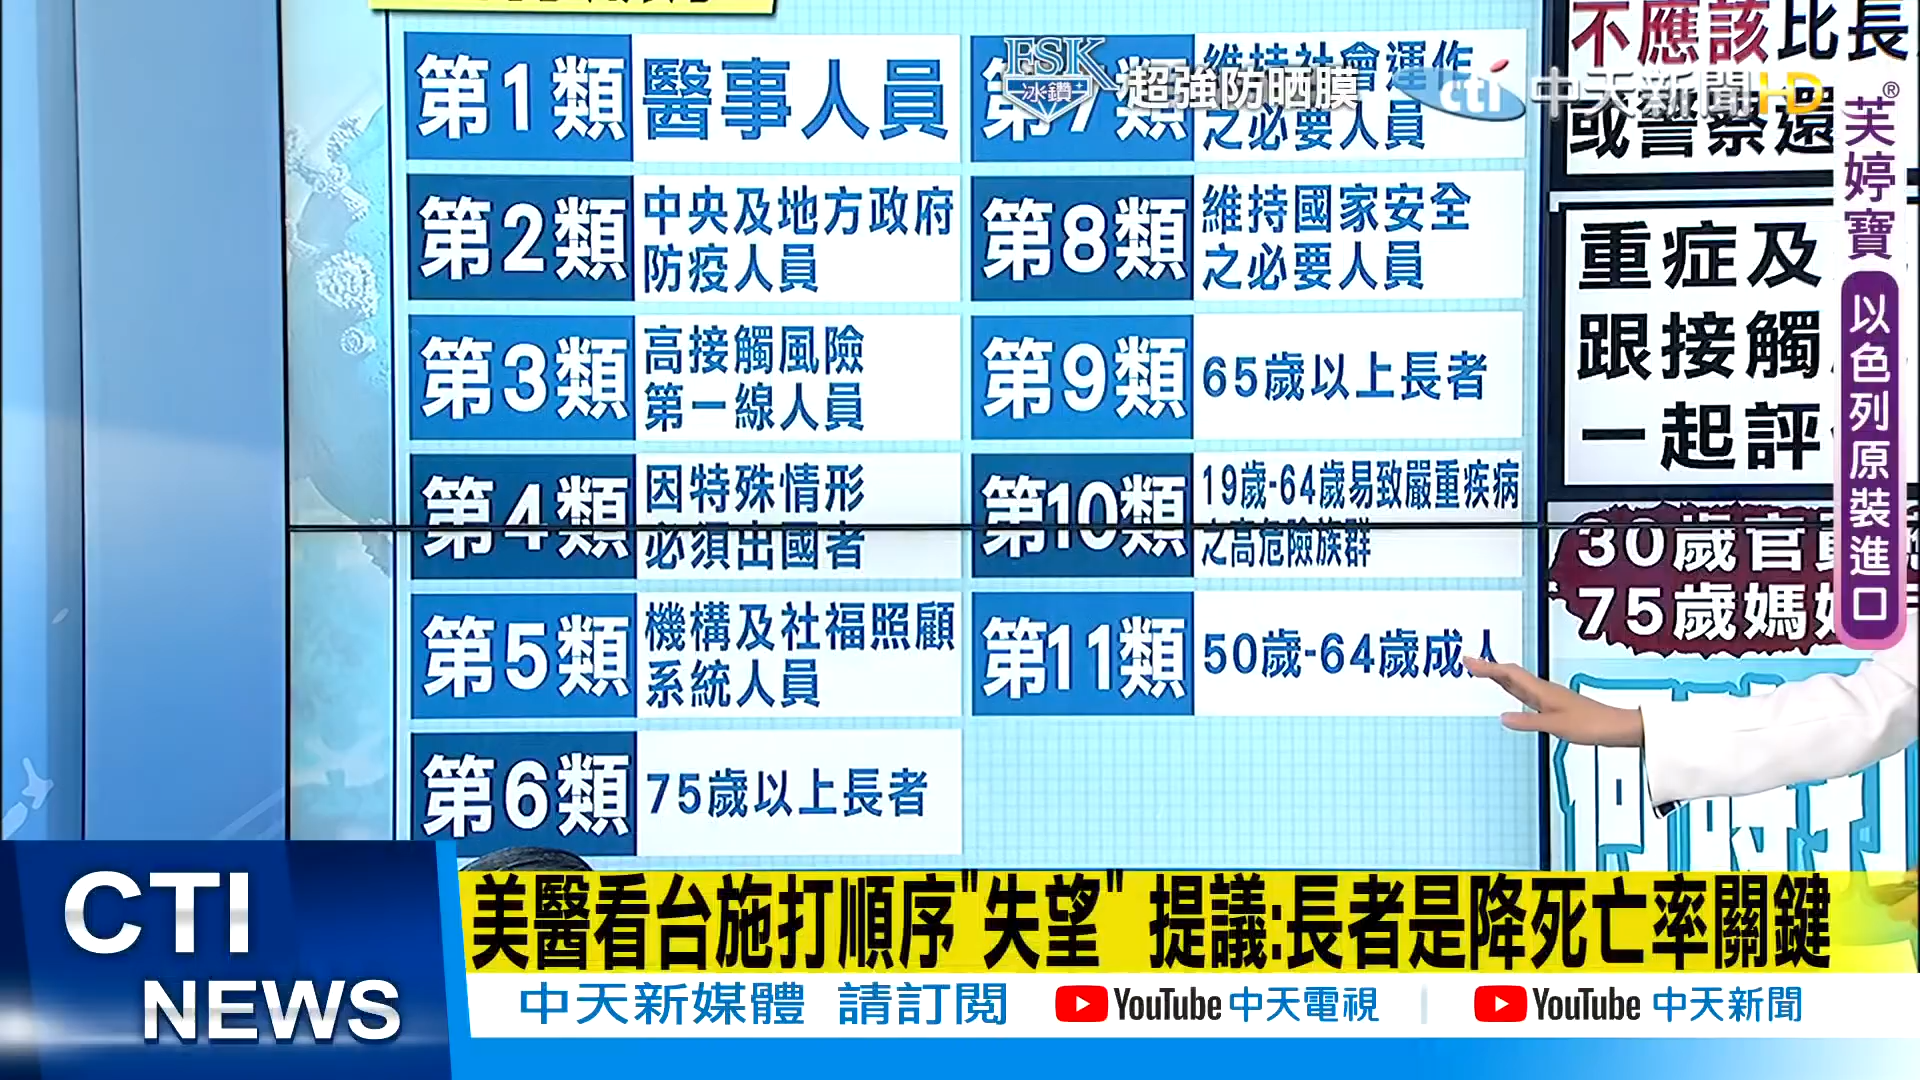 第1類 醫事人員
第2類 中央及地方政府
防疫人員
第3類 高接觸風險
第一線人員
第4類 因特殊情形
必須出國者
第5類 機構及社福照顧
系統人員
第6類 75歲以上長者
第7類 維持社會運作
之必要人員
第8類 維持國家安全
之必要人員
第9類 65歲以上長者
第10類 19歲-64歲易致嚴重疾病
之高危險族群
第11類 50歲-64歲成人
FSK
冰鑽
超強防晒膜
cti 中天新聞HD
不應該比長
或警察還
重症及
跟接觸
一起評
30歲官員
75歲媽媽
芙婷寶®
以色列原裝進口
CTI
NEWS
美醫看台施打順序"失望" 提議:長者是降死亡率關鍵
中天新媒體 請訂閱 YouTube 中天電視 | YouTube 中天新聞